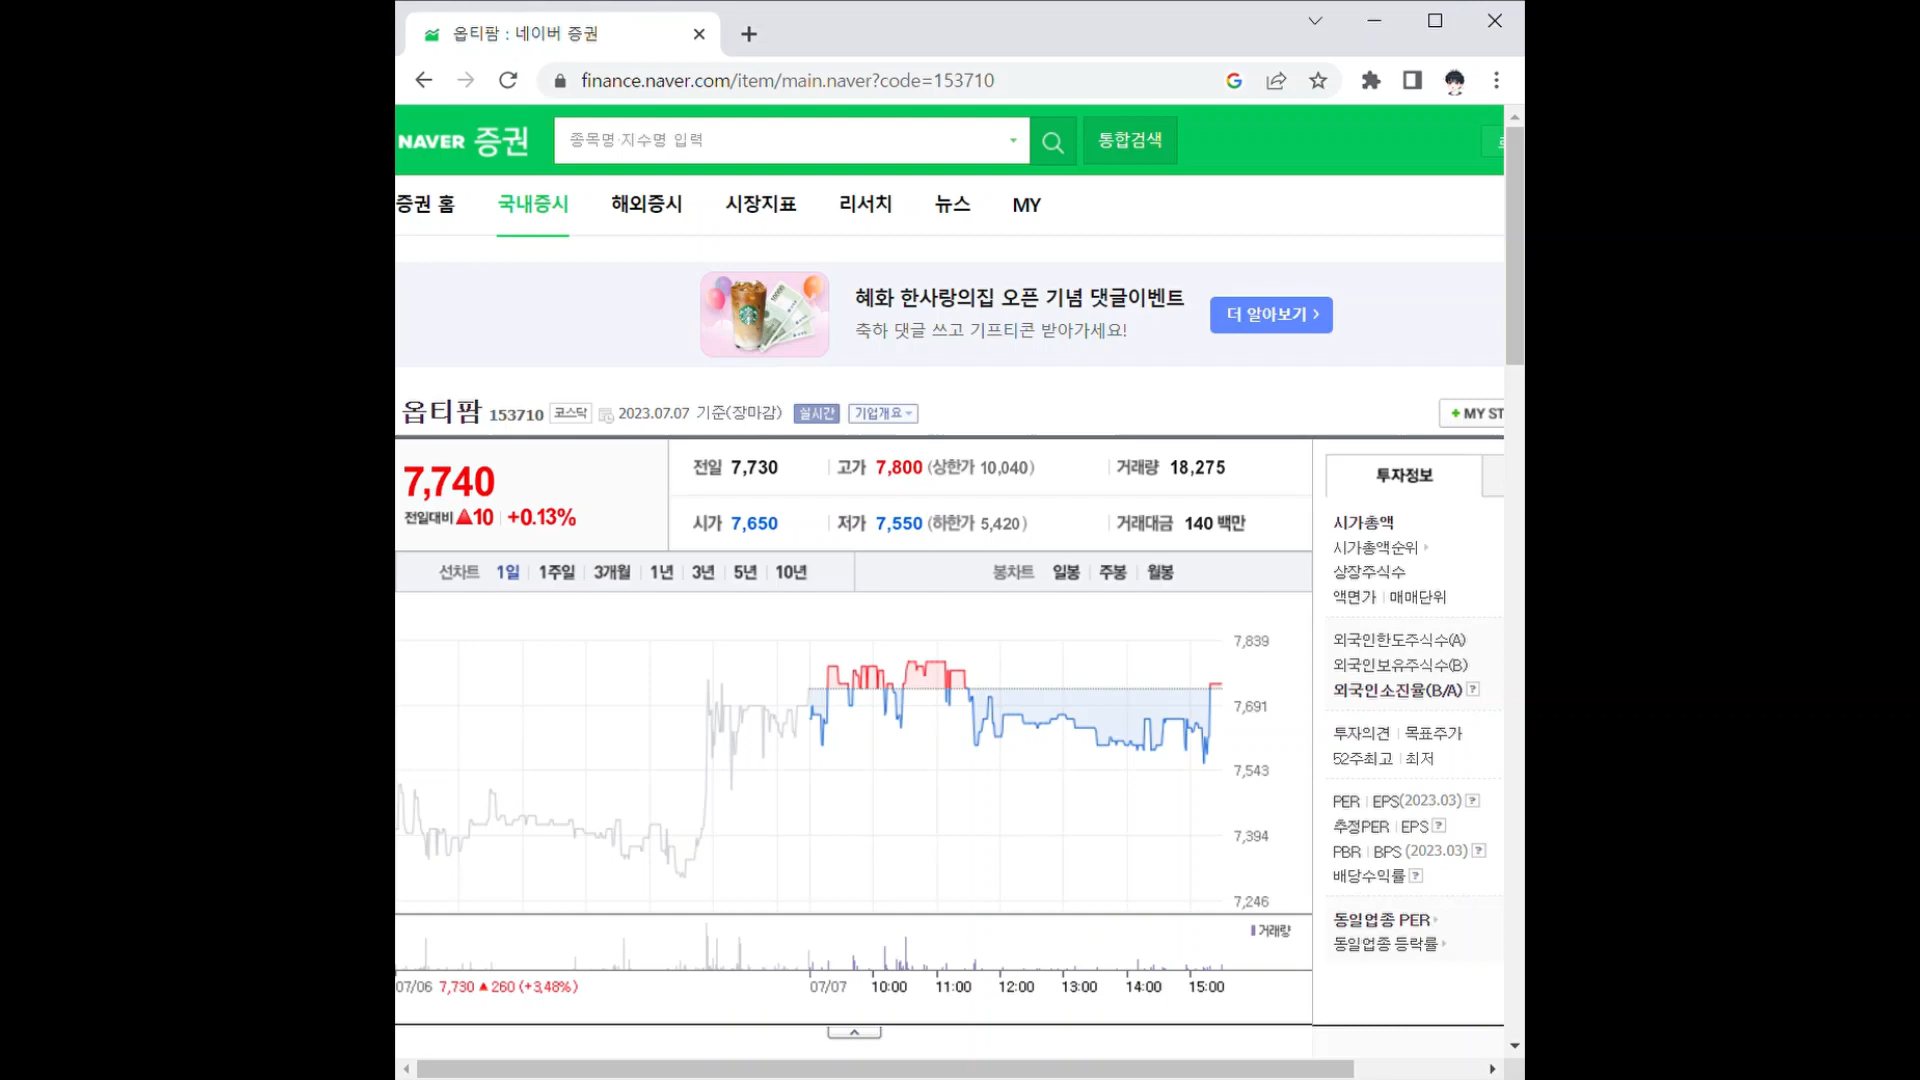 옵티팜 : 네이버 증권
finance.naver.com/item/main.naver?code=153710
NAVER 증권
종목명·지수명 입력
통합검색
증권 홈 국내증시 해외증시 시장지표 리서치 뉴스 MY
혜화 한사랑의집 오픈 기념 댓글이벤트
축하 댓글 쓰고 기프티콘 받아가세요!
더 알아보기 >
옵티팜 153710 코스닥 2023.07.07 기준(장마감) 실시간 기업개요
+ MY ST
7,740
전일대비 ▲10 +0.13%
전일 7,730 고가 7,800 (상한가 10,040) 거래량 18,275
시가 7,650 저가 7,550 (하한가 5,420) 거래대금 140 백만
투자정보
선차트 1일 1주일 3개월 1년 3년 5년 10년 봉차트 일봉 주봉 월봉
7,839
7,691
7,543
7,394
7,246
거래량
07/06 7,730 ▲ 260 (+3.48%) 07/07 10:00 11:00 12:00 13:00 14:00 15:00
시가총액
시가총액순위
상장주식수
액면가 매매단위
외국인한도주식수(A)
외국인보유주식수(B)
외국인소진율(B/A) ?
투자의견 목표주가
52주최고 최저
PER EPS(2023.03) ?
추정PER EPS ?
PBR BPS (2023.03) ?
배당수익률 ?
동일업종 PER
동일업종 등락률